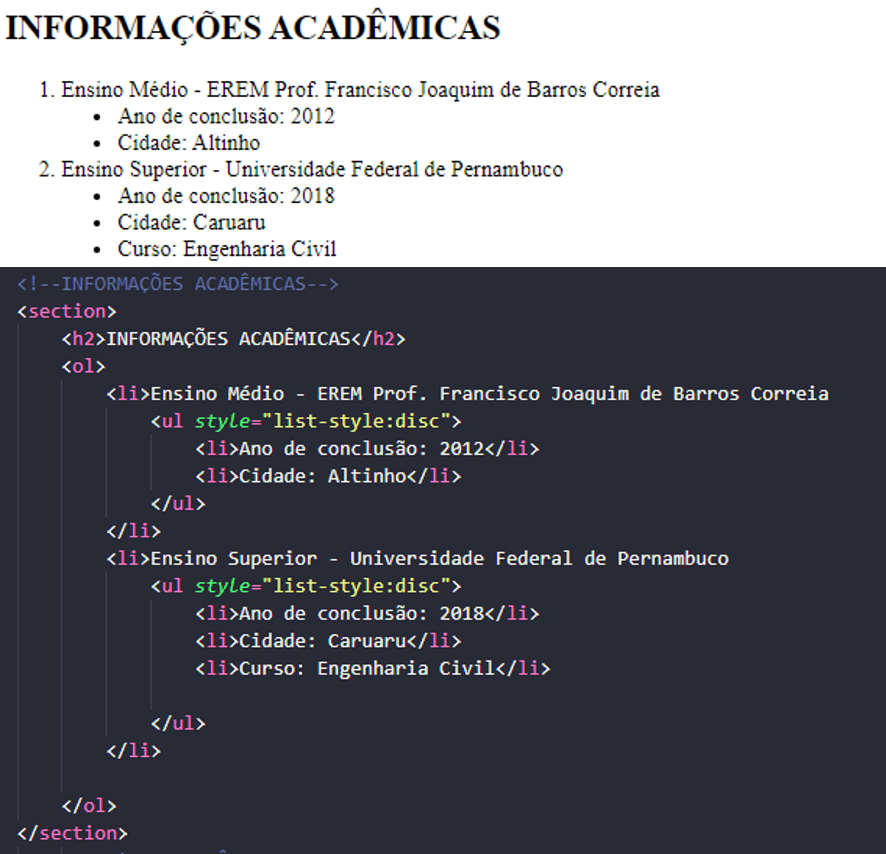 INFORMAÇÕES ACADÊMICAS
1. Ensino Médio - EREM Prof. Francisco Joaquim de Barros Correia
• Ano de conclusão: 2012
• Cidade: Altinho
2. Ensino Superior - Universidade Federal de Pernambuco
• Ano de conclusão: 2018
• Cidade: Caruaru
• Curso: Engenharia Civil
<!--INFORMAÇÕES ACADÊMICAS-->
<section>
<h2>INFORMAÇÕES ACADÊMICAS</h2>
<ol>
<li>Ensino Médio - EREM Prof. Francisco Joaquim de Barros Correia
<ul style="list-style:disc">
<li>Ano de conclusão: 2012</li>
<li>Cidade: Altinho</li>
</ul>
</li>
<li>Ensino Superior - Universidade Federal de Pernambuco
<ul style="list-style:disc">
<li>Ano de conclusão: 2018</li>
<li>Cidade: Caruaru</li>
<li>Curso: Engenharia Civil</li>
</ul>
</li>
</ol>
</section>